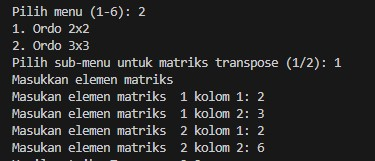 Pilih menu (1-6): 2
1. Ordo 2x2
2. Ordo 3x3
Pilih sub-menu untuk matriks transpose (1/2): 1
Masukkan elemen matriks
Masukan elemen matriks  1 kolom 1: 2
Masukan elemen matriks  1 kolom 2: 3
Masukan elemen matriks  2 kolom 1: 2
Masukan elemen matriks  2 kolom 2: 6